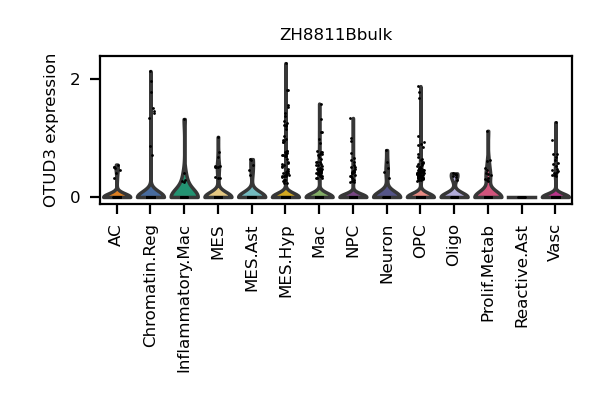 ZH8811Bbulk
OTUD3 expression
2
0
AC
Chromatin.Reg
Inflammatory.Mac
MES
MES.Ast
MES.Hyp
Mac
NPC
Neuron
OPC
Oligo
Prolif.Metab
Reactive.Ast
Vasc